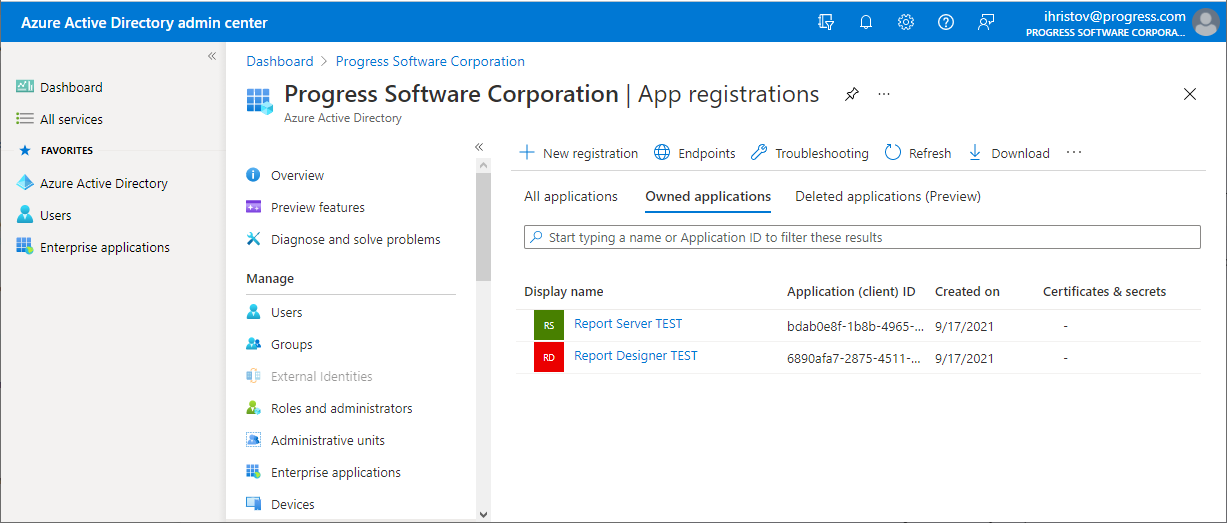 Azure Active Directory admin center
ihristov@progress.com
PROGRESS SOFTWARE CORPORA...
Dashboard
All services
FAVORITES
Azure Active Directory
Users
Enterprise applications
Dashboard > Progress Software Corporation
Progress Software Corporation | App registrations
Azure Active Directory
Overview
Preview features
Diagnose and solve problems
Manage
Users
Groups
External Identities
Roles and administrators
Administrative units
Enterprise applications
Devices
New registration Endpoints Troubleshooting Refresh Download
All applications Owned applications Deleted applications (Preview)
Start typing a name or Application ID to filter these results
Display name Application (client) ID Created on Certificates & secrets
RS Report Server TEST bdab0e8f-1b8b-4965-... 9/17/2021 -
RD Report Designer TEST 6890afa7-2875-4511-... 9/17/2021 -